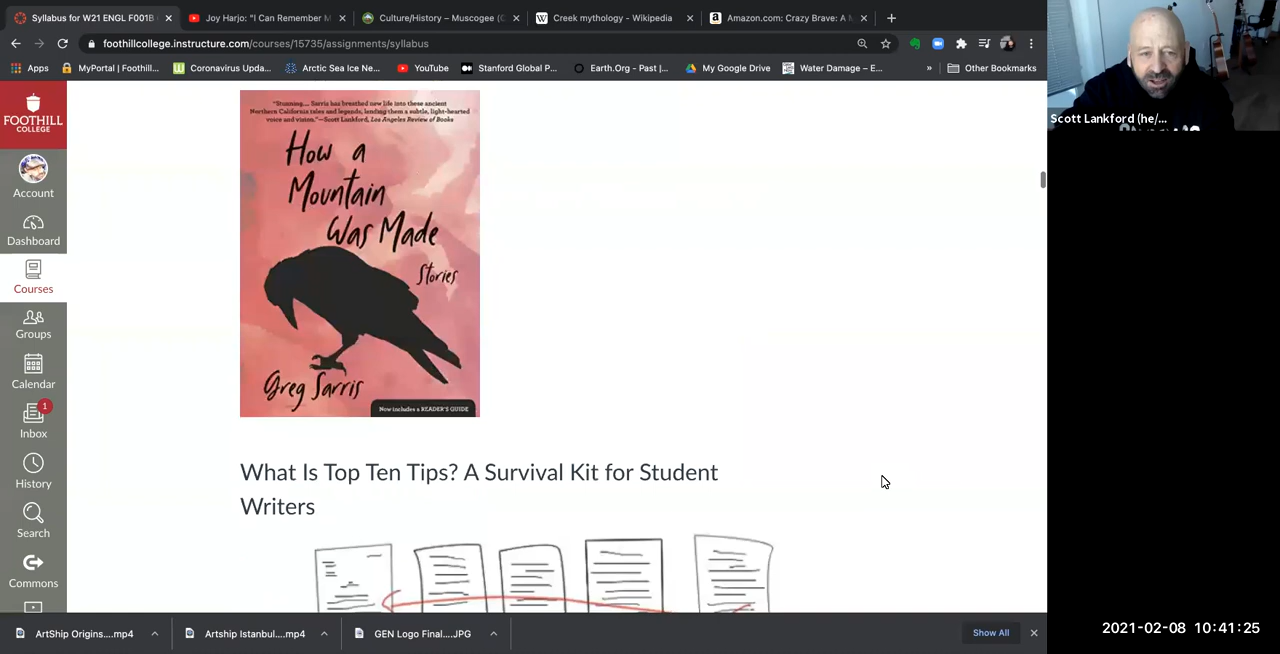 Syllabus for W21 ENGL F001B
Joy Harjo: "I Can Remember M
Culture/History – Muscogee (C
Creek mythology - Wikipedia
Amazon.com: Crazy Brave: A M
foothillcollege.instructure.com/courses/15735/assignments/syllabus
Apps
MyPortal | Foothill...
Coronavirus Upda...
Arctic Sea Ice Ne...
YouTube
Stanford Global P...
Earth.Org - Past |...
My Google Drive
Water Damage – E...
»
Other Bookmarks
FOOTHILL
COLLEGE
Account
Dashboard
Courses
Groups
Calendar
1
Inbox
History
Search
Commons
"Stunning.... Sarris has breathed new life into these ancient
Northern California tales and legends, lending them a subtle, light-hearted
voice and vision."—Scott Lankford, Los Angeles Review of Books
How a
Mountain
Was Made
Stories
Greg Sarris
Now includes a READER'S GUIDE
What Is Top Ten Tips? A Survival Kit for Student
Writers
Scott Lankford (he/...
ArtShip Origins....mp4
Artship Istanbul....mp4
GEN Logo Final....JPG
Show All
2021-02-08 10:41:25